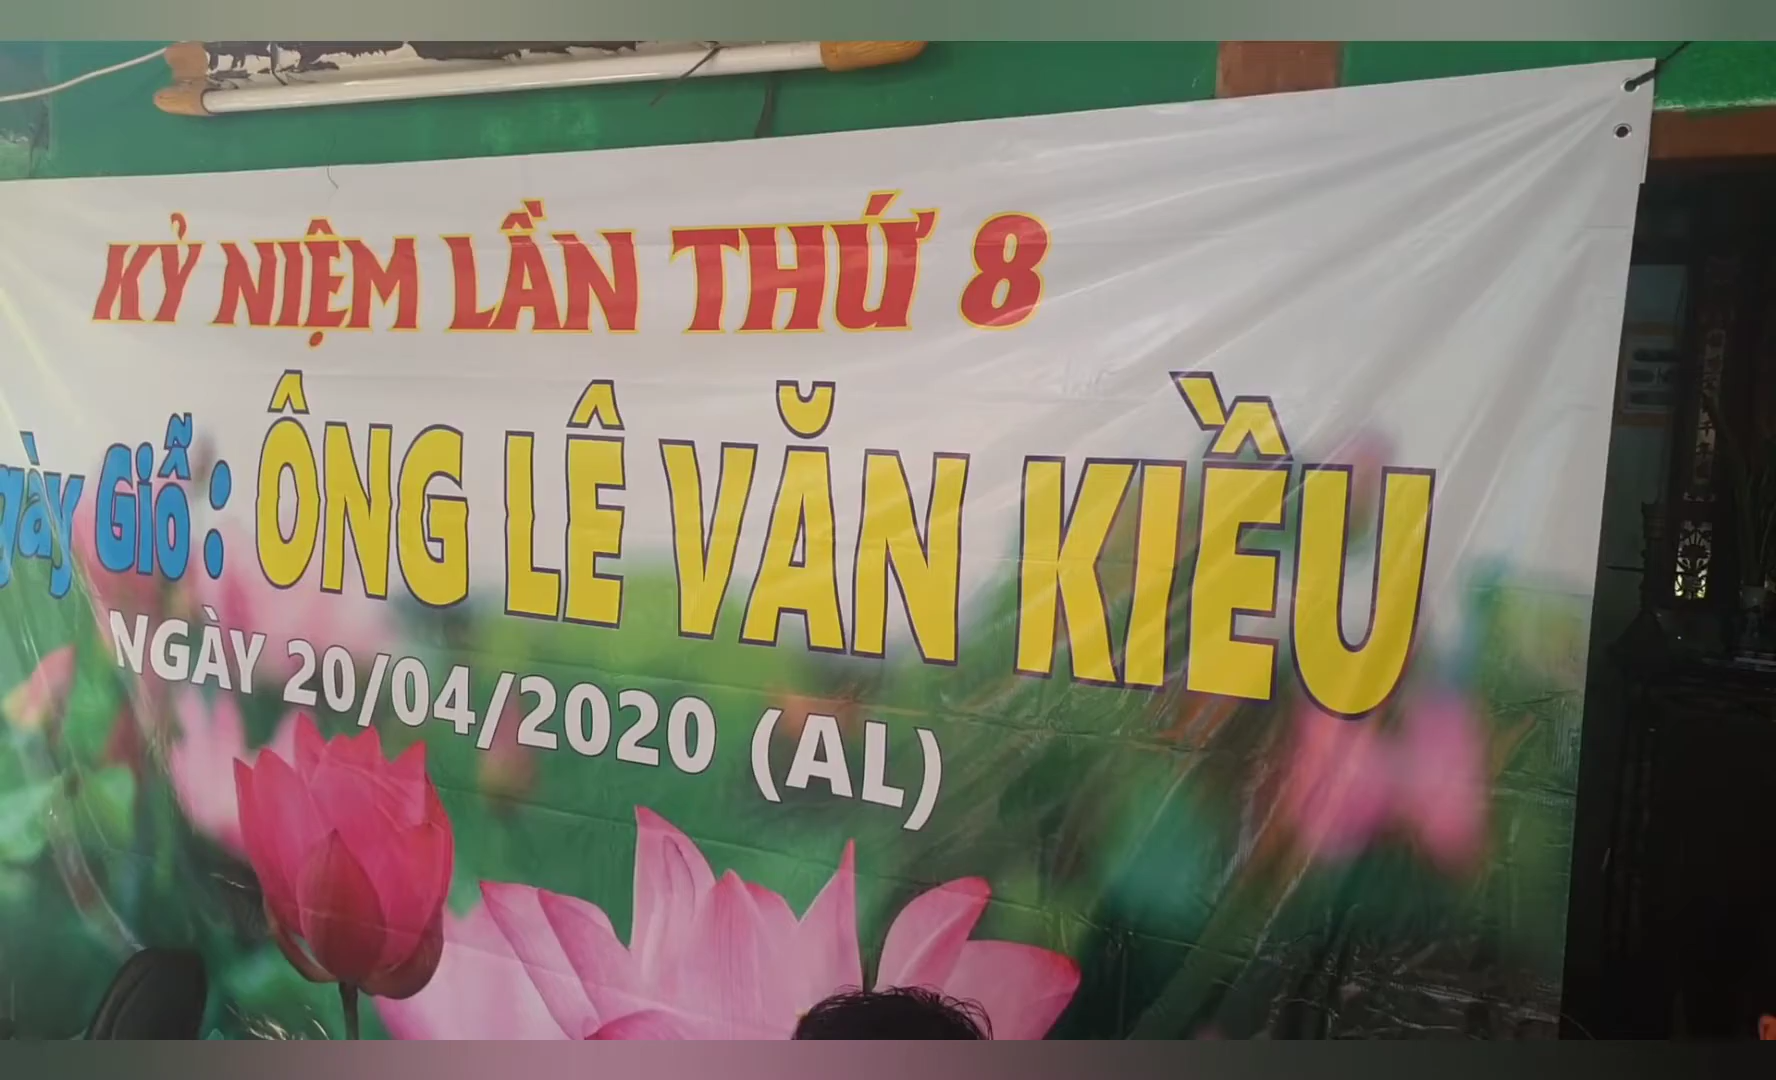 KỶ NIỆM LẦN THỨ 8
Giỗ: ÔNG LÊ VĂN KIỀU
NGÀY 20/04/2020 (AL)